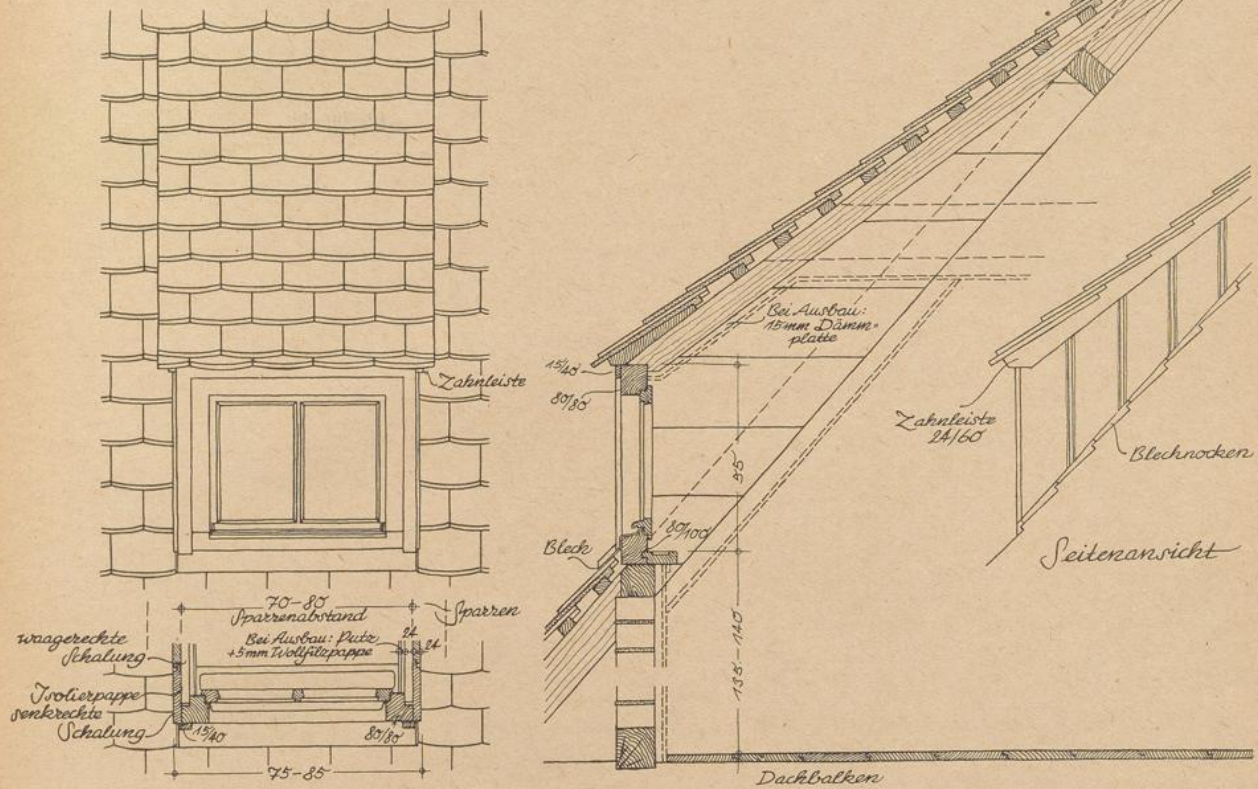 Zahnleiste
70-80
Sparrenabstand
Sparren
Bei Ausbau: Putz
+5mm Wollfilzpappe
24
24
waagerechte
Schalung
Isolierpappe
senkrechte
Schalung
15/40
80/80
75-85
Bei Ausbau:
15mm Dämm-
platte
15/40
80/80
55
80/100
Blech
135-140
Dachbalken
Zahnleiste
24/60
Blechnocken
Seitenansicht